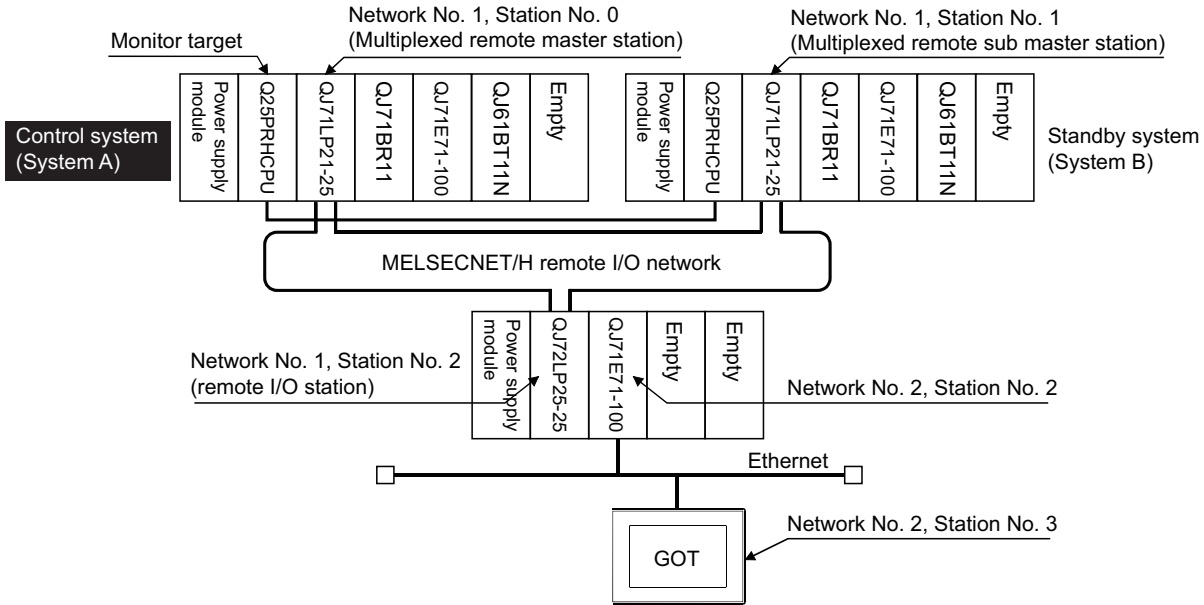 Network No. 1, Station No. 0
(Multiplexed remote master station)
Network No. 1, Station No. 1
(Multiplexed remote sub master station)
Monitor target
Control system
(System A)
Power supply
module
Q25PRHCPU
QJ71LP21-25
QJ71BR11
QJ71E71-100
QJ61BT11N
Empty
Power supply
module
Q25PRHCPU
QJ71LP21-25
QJ71BR11
QJ71E71-100
QJ61BT11N
Empty
Standby system
(System B)
MELSECNET/H remote I/O network
Network No. 1, Station No. 2
(remote I/O station)
Power supply
module
QJ72LP25-25
QJ71E71-100
Empty
Empty
Network No. 2, Station No. 2
Ethernet
GOT
Network No. 2, Station No. 3